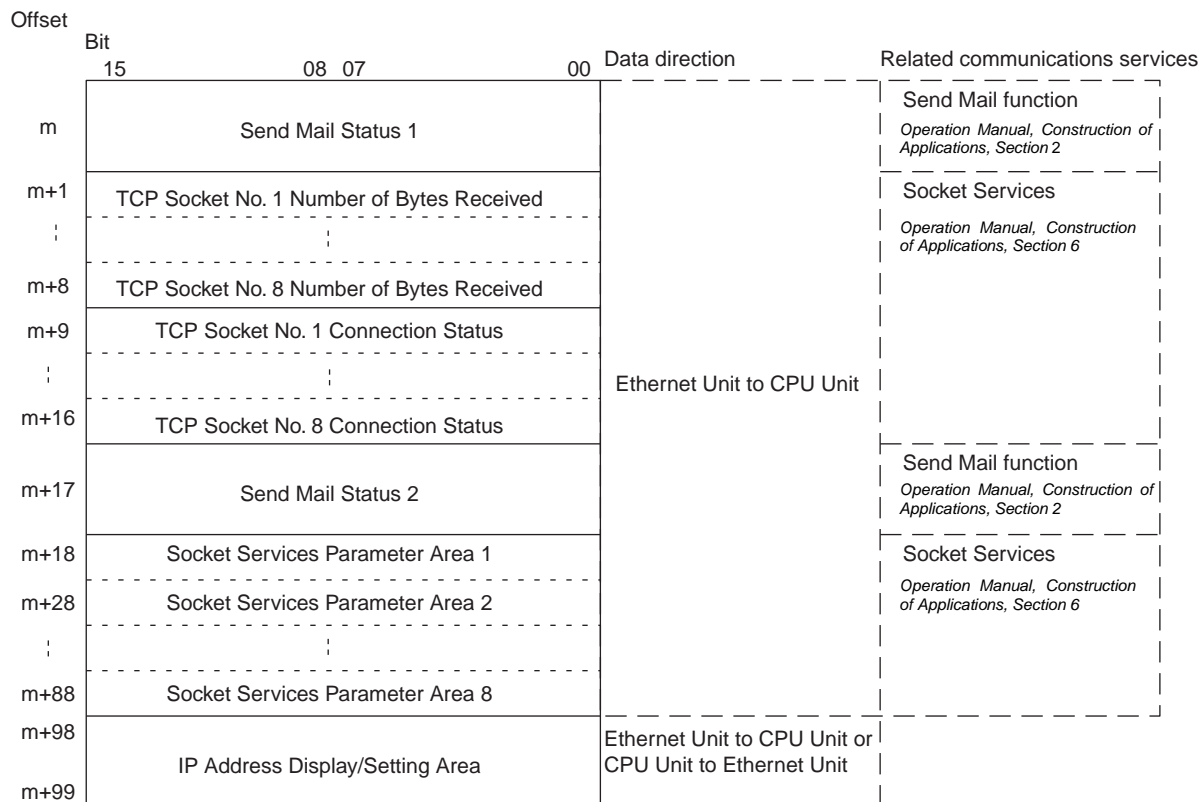 Offset
Bit
15 08 07 00 Data direction Related communications services
m Send Mail Status 1 Send Mail function
Operation Manual, Construction of
Applications, Section 2
m+1 TCP Socket No. 1 Number of Bytes Received Socket Services
Operation Manual, Construction
of Applications, Section 6
m+8 TCP Socket No. 8 Number of Bytes Received
m+9 TCP Socket No. 1 Connection Status
Ethernet Unit to CPU Unit
m+16 TCP Socket No. 8 Connection Status
m+17 Send Mail Status 2 Send Mail function
Operation Manual, Construction of
Applications, Section 2
m+18 Socket Services Parameter Area 1 Socket Services
Operation Manual, Construction
of Applications, Section 6
m+28 Socket Services Parameter Area 2
m+88 Socket Services Parameter Area 8
m+98 IP Address Display/Setting Area Ethernet Unit to CPU Unit or
CPU Unit to Ethernet Unit
m+99